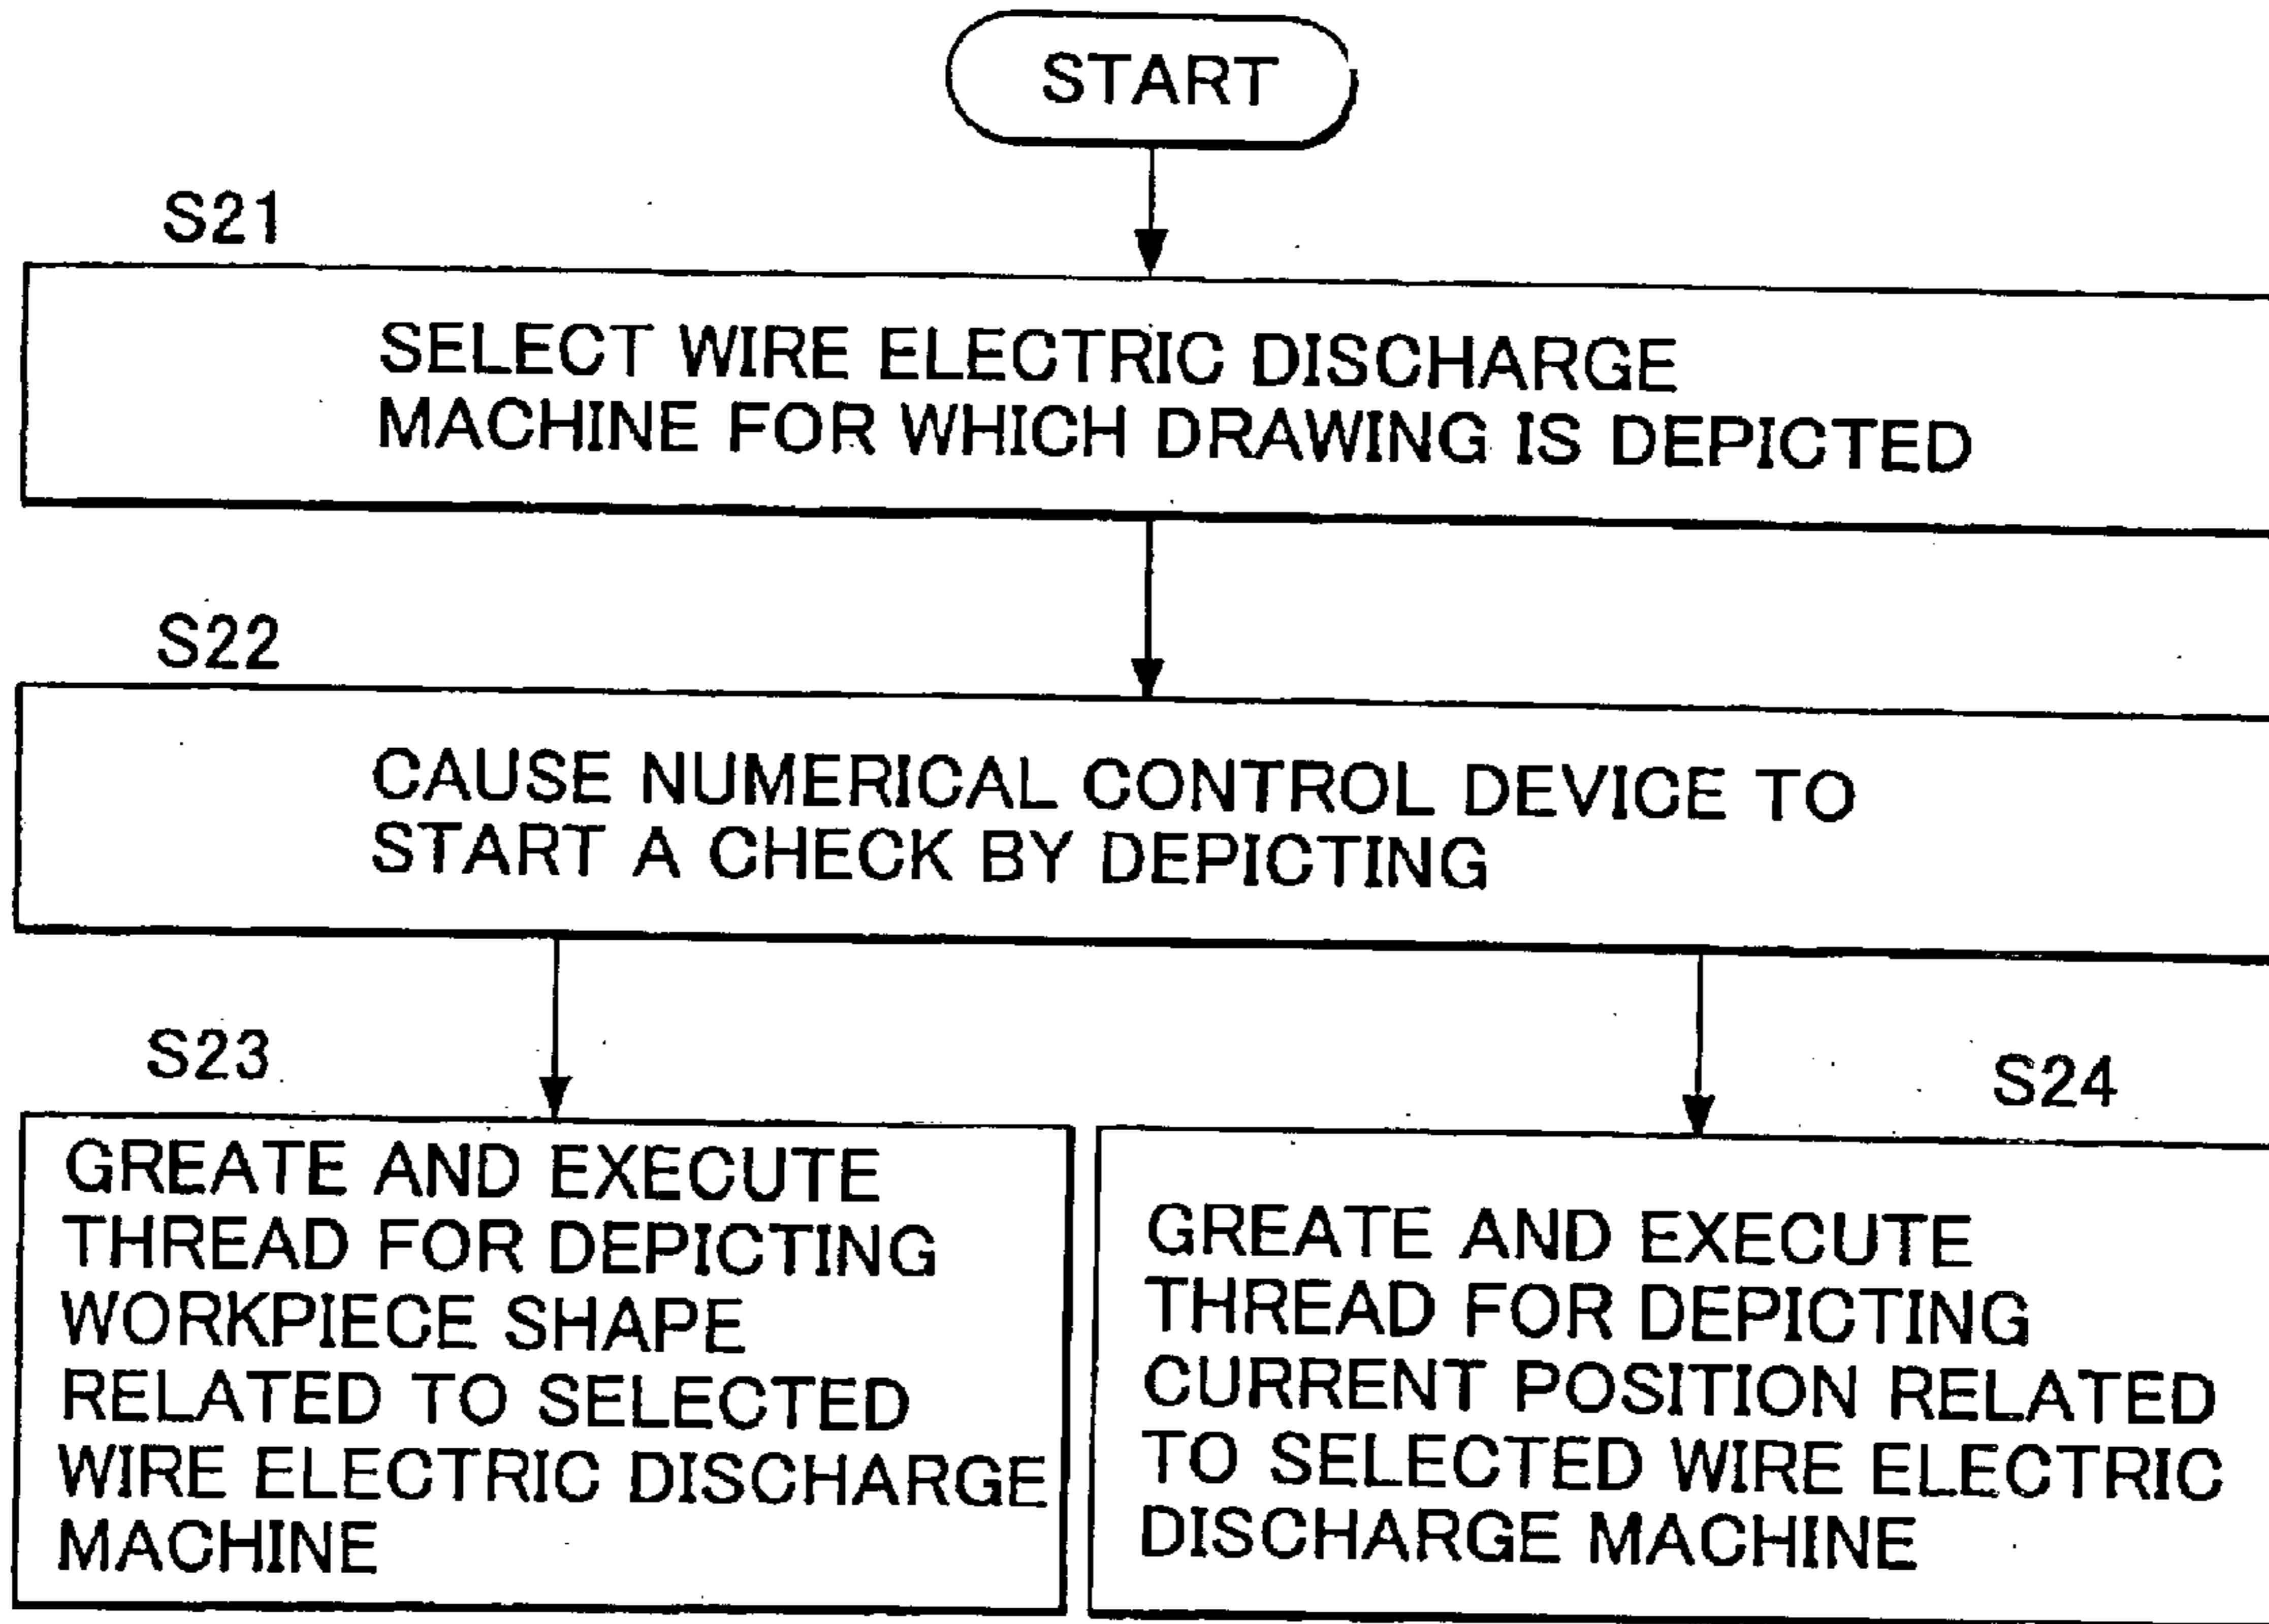 START
S21
SELECT WIRE ELECTRIC DISCHARGE
MACHINE FOR WHICH DRAWING IS DEPICTED
S22
CAUSE NUMERICAL CONTROL DEVICE TO
START A CHECK BY DEPICTING
S23
GREATE AND EXECUTE
THREAD FOR DEPICTING
WORKPIECE SHAPE
RELATED TO SELECTED
WIRE ELECTRIC DISCHARGE
MACHINE
S24
GREATE AND EXECUTE
THREAD FOR DEPICTING
CURRENT POSITION RELATED
TO SELECTED WIRE ELECTRIC
DISCHARGE MACHINE